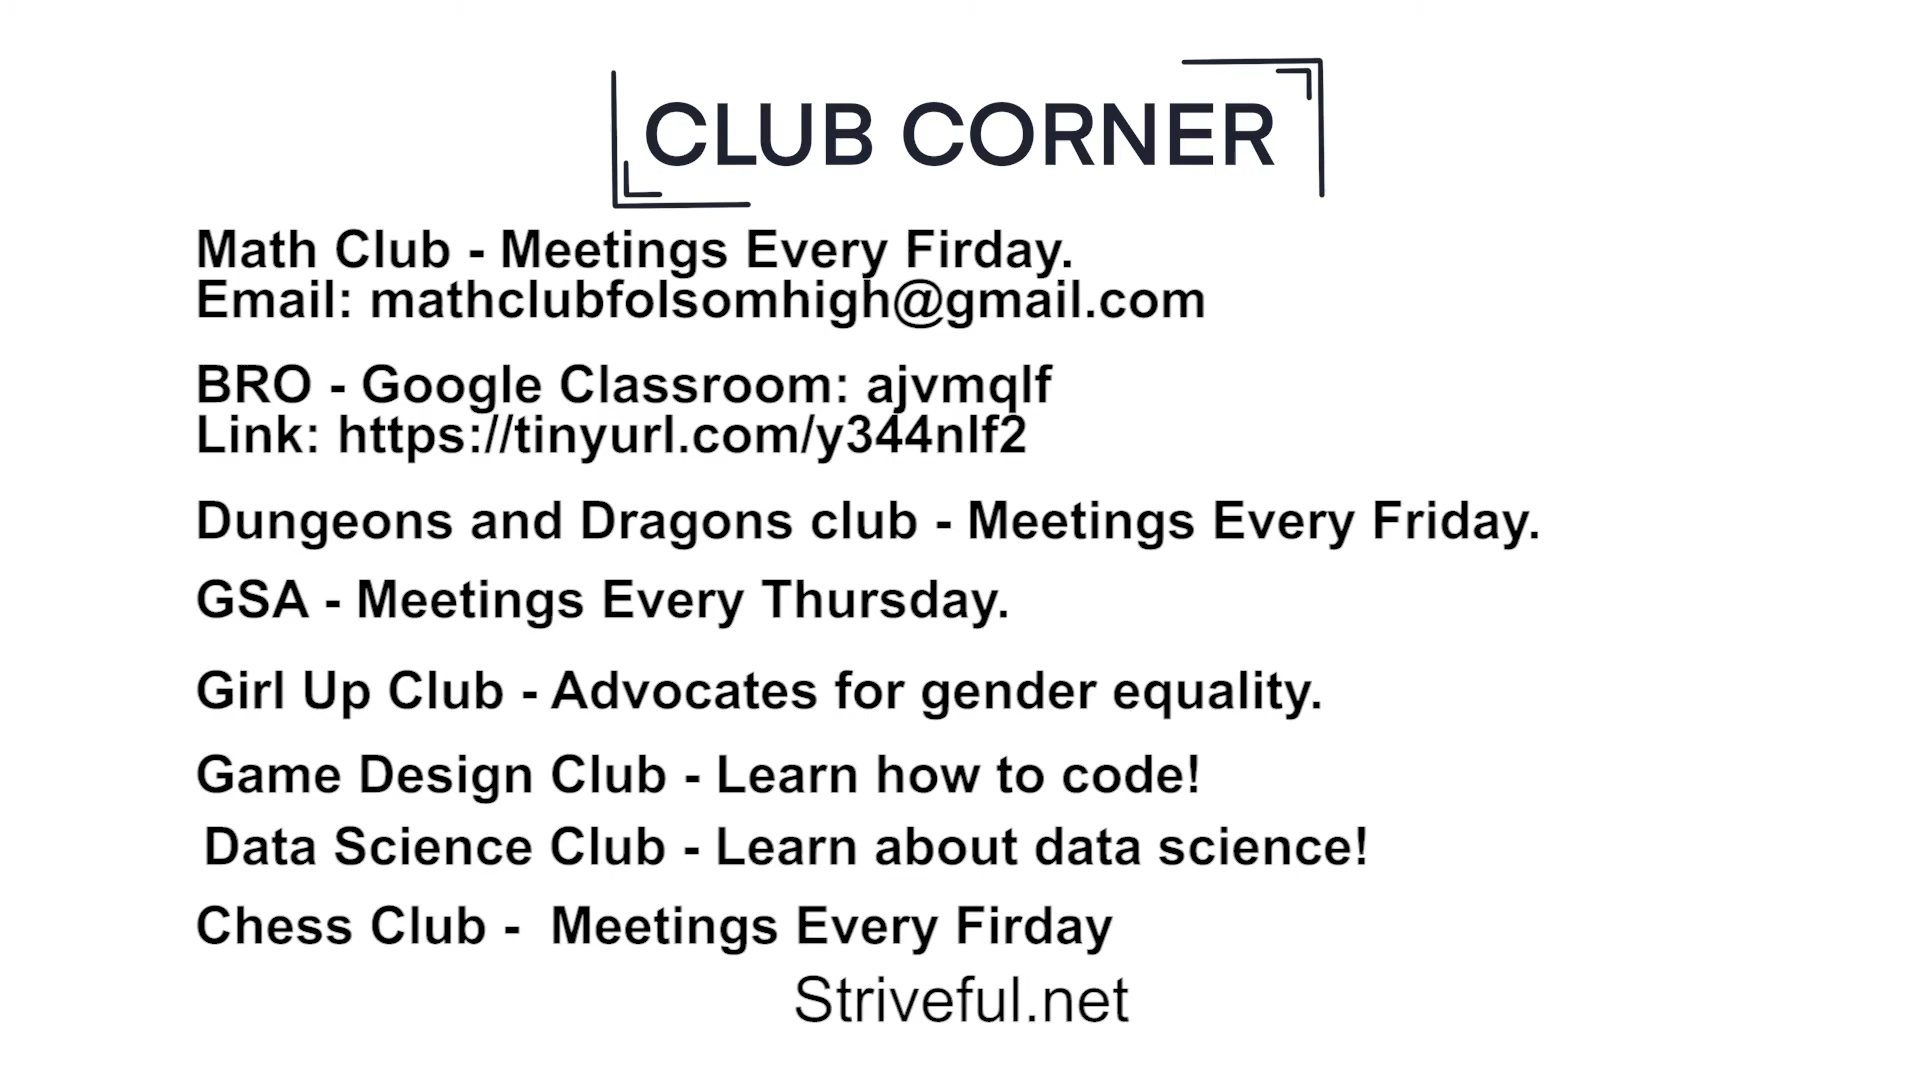 CLUB CORNER
Math Club - Meetings Every Firday.
Email: mathclubfolsomhigh@gmail.com
BRO - Google Classroom: ajvmqlf
Link: https://tinyurl.com/y344nlf2
Dungeons and Dragons club - Meetings Every Friday.
GSA - Meetings Every Thursday.
Girl Up Club - Advocates for gender equality.
Game Design Club - Learn how to code!
Data Science Club - Learn about data science!
Chess Club -  Meetings Every Firday
Striveful.net